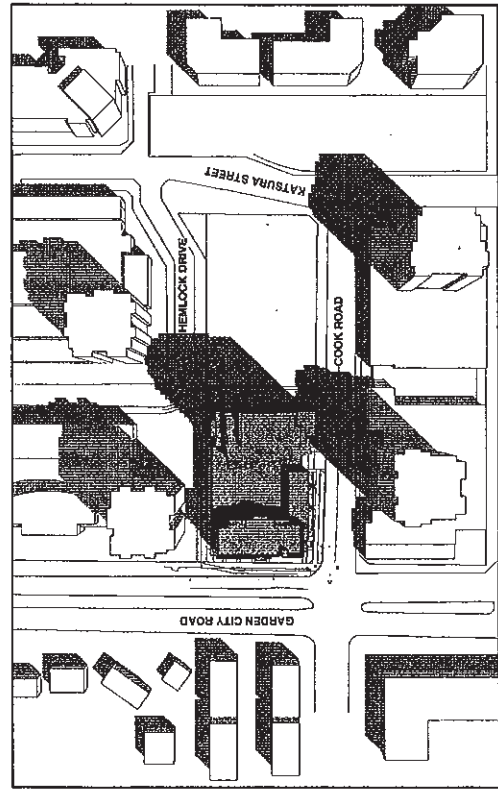 KATSURA STREET
HEMLOCK DRIVE
COOK ROAD
GARDEN CITY ROAD